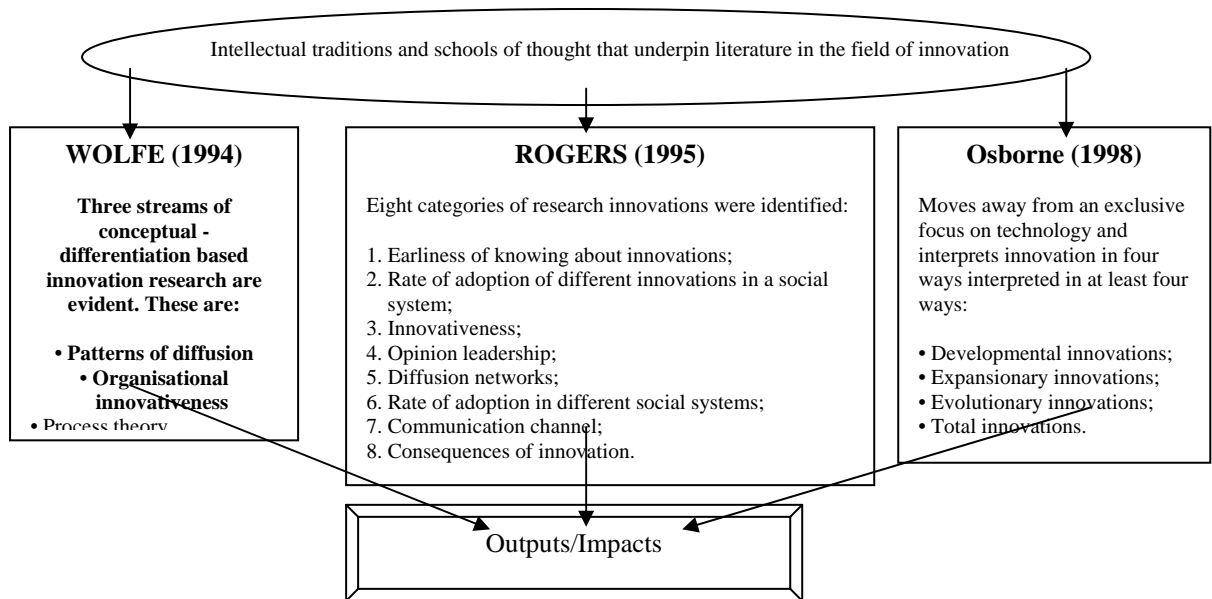 Intellectual traditions and schools of thought that underpin literature in the field of innovation
WOLFE (1994)
Three streams of
conceptual -
differentiation based
innovation research are
evident. These are:
• Patterns of diffusion
• Organisational
innovativeness
• Process theory
ROGERS (1995)
Eight categories of research innovations were identified:
1. Earliness of knowing about innovations;
2. Rate of adoption of different innovations in a social
system;
3. Innovativeness;
4. Opinion leadership;
5. Diffusion networks;
6. Rate of adoption in different social systems;
7. Communication channel;
8. Consequences of innovation.
Osborne (1998)
Moves away from an exclusive
focus on technology and
interprets innovation in four
ways interpreted in at least four
ways:
• Developmental innovations;
• Expansionary innovations;
• Evolutionary innovations;
• Total innovations.
Outputs/Impacts